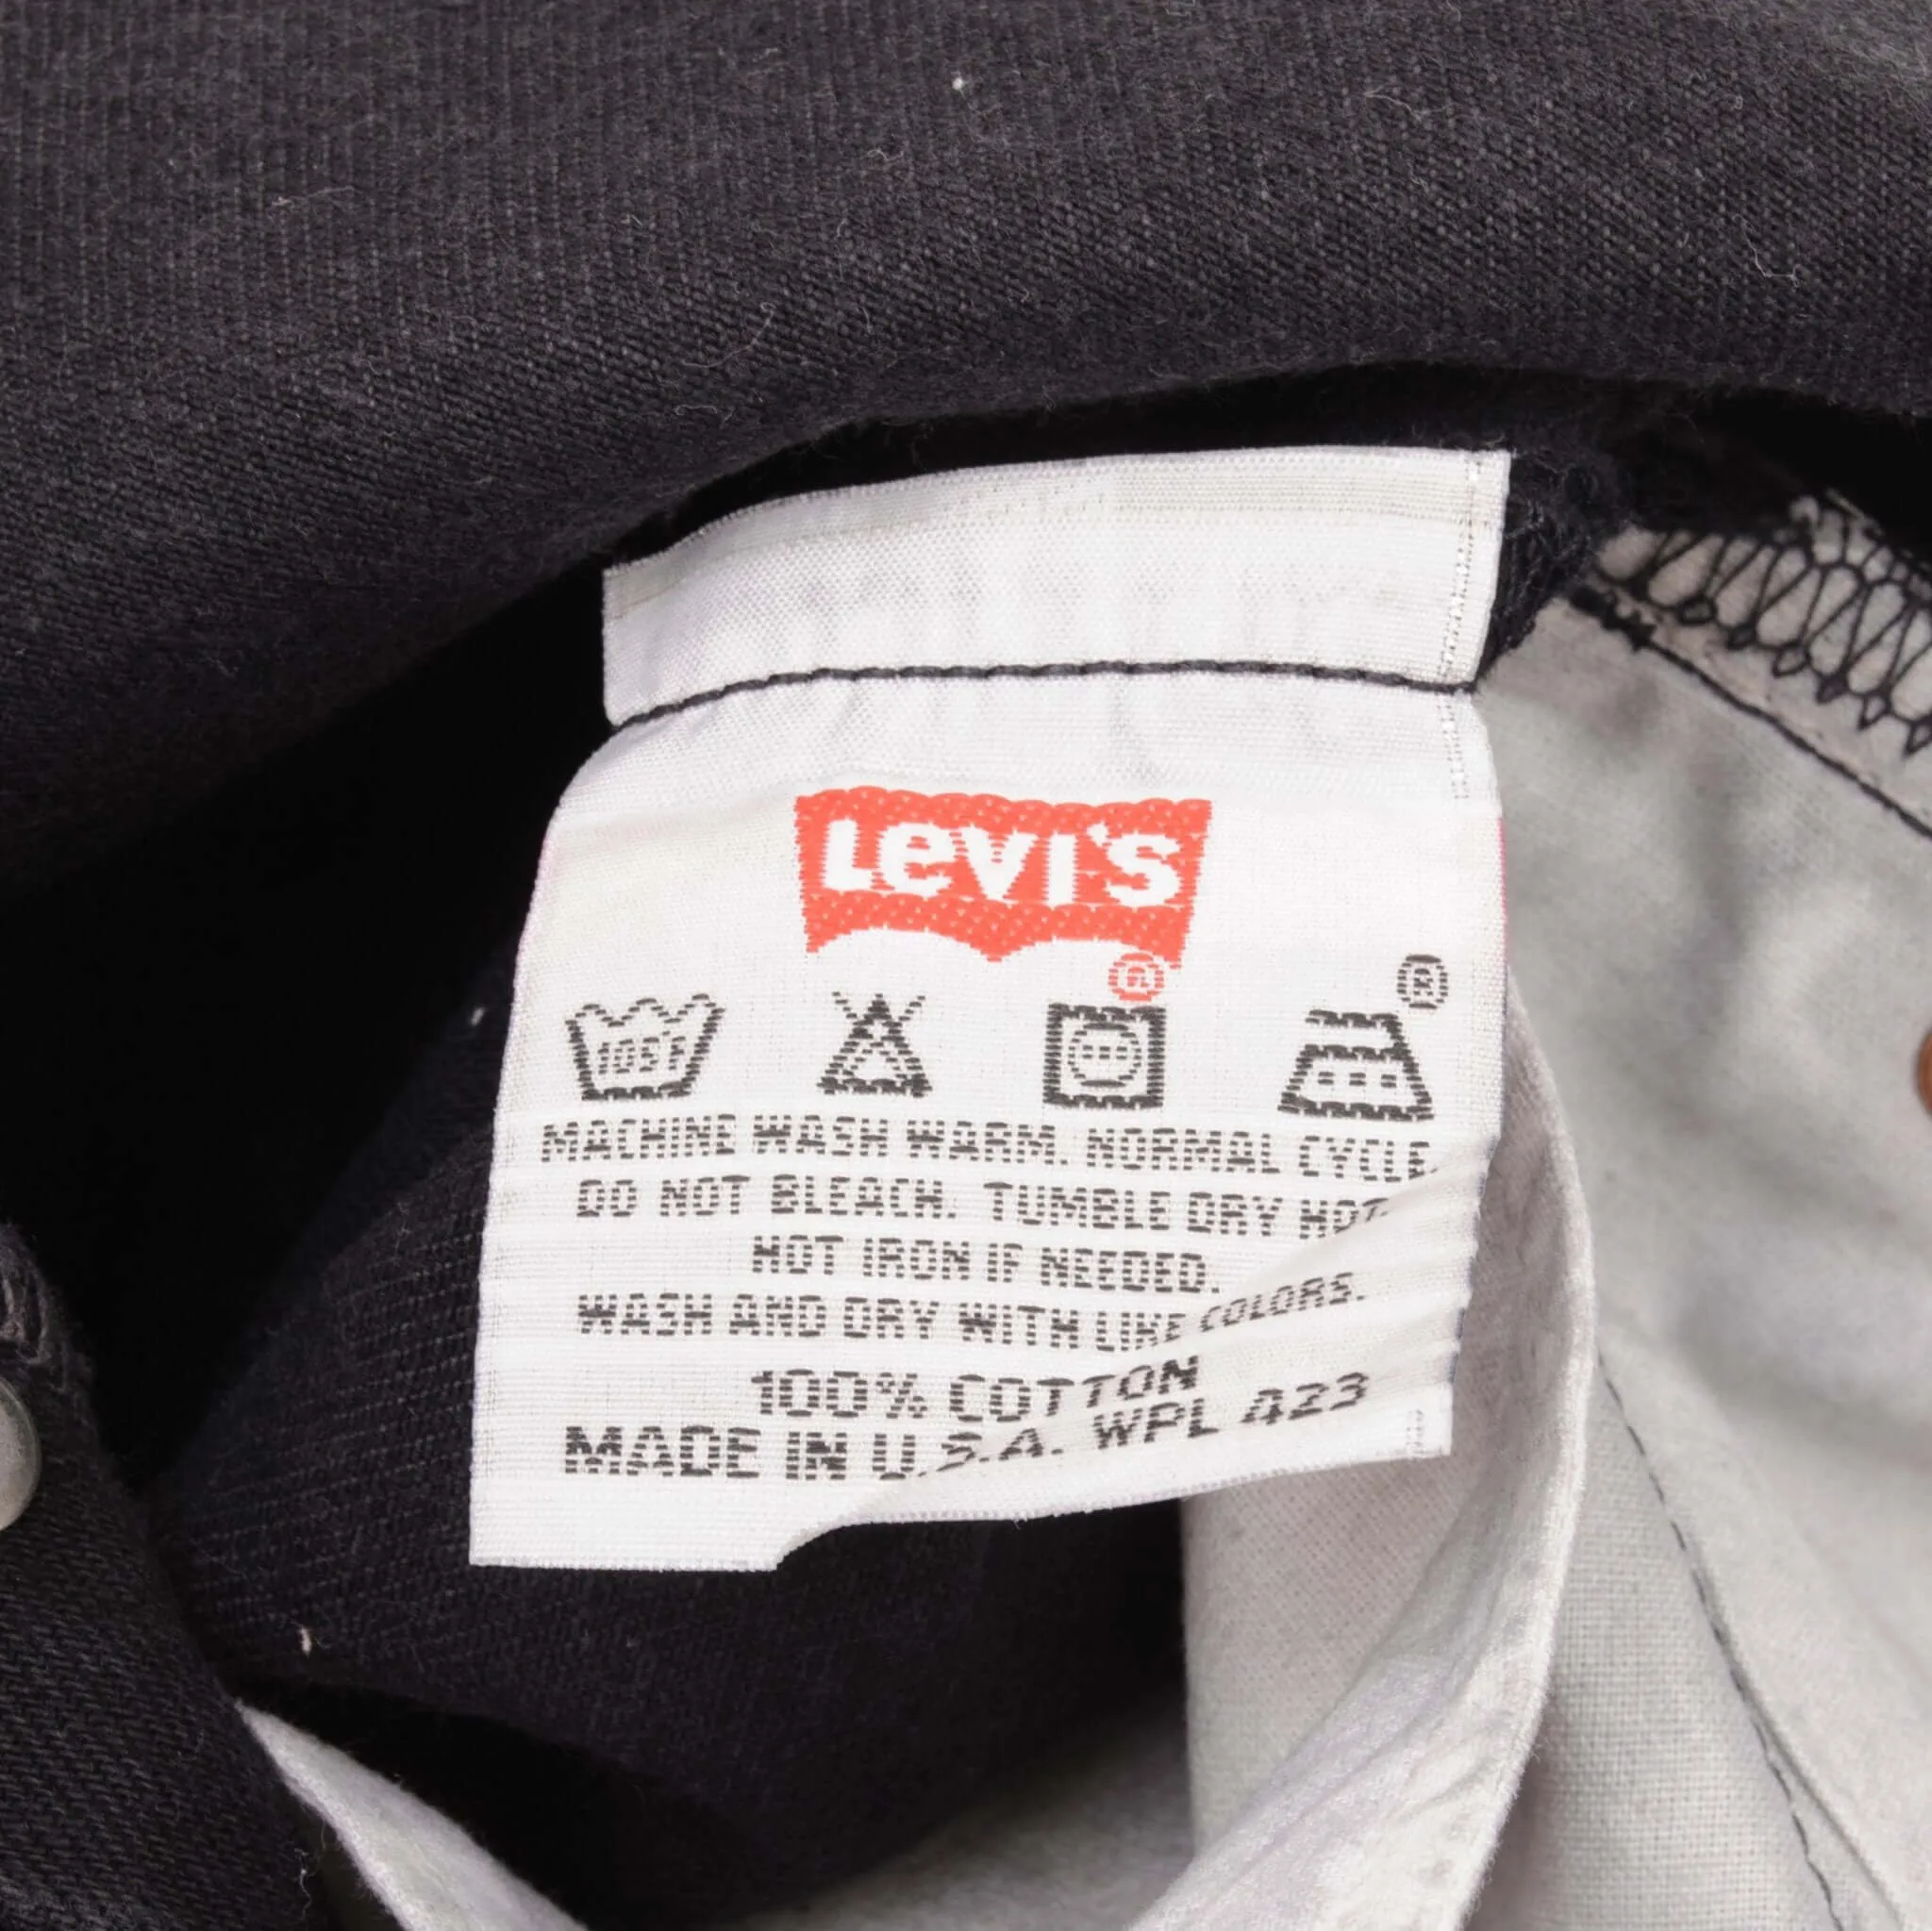 Levi's
®
®
105F
MACHINE WASH WARM. NORMAL CYCLE.
DO NOT BLEACH. TUMBLE DRY HOT.
HOT IRON IF NEEDED.
WASH AND DRY WITH LIKE COLORS.
100% COTTON
MADE IN U.S.A. WPL 423